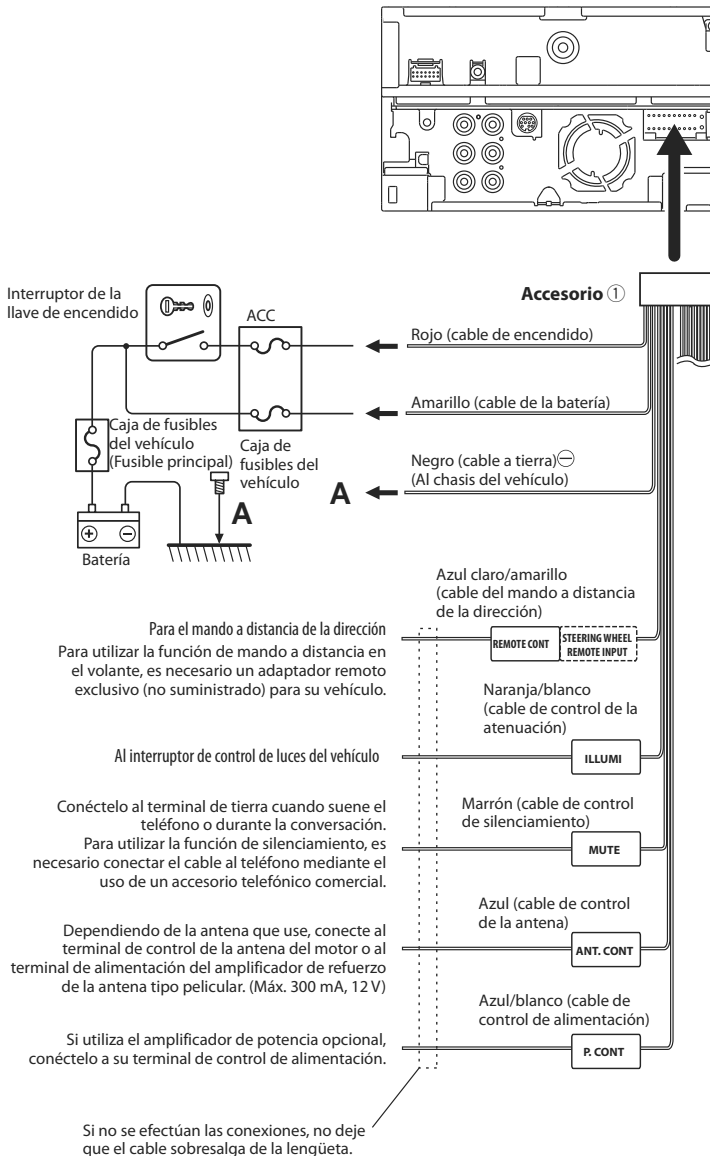 Accesorio ①
Interruptor de la
llave de encendido
ACC
Rojo (cable de encendido)
Amarillo (cable de la batería)
Caja de fusibles
del vehículo
(Fusible principal)
Caja de
fusibles del
vehículo
Negro (cable a tierra)⊖
(Al chasis del vehículo)
A
A
⊕ ⊖
Batería
Azul claro/amarillo
(cable del mando a distancia
de la dirección)
Para el mando a distancia de la dirección
Para utilizar la función de mando a distancia en
el volante, es necesario un adaptador remoto
exclusivo (no suministrado) para su vehículo.
REMOTE CONT
STEERING WHEEL
REMOTE INPUT
Naranja/blanco
(cable de control de la
atenuación)
Al interruptor de control de luces del vehículo
ILLUMI
Conéctelo al terminal de tierra cuando suene el
teléfono o durante la conversación.
Para utilizar la función de silenciamiento, es
necesario conectar el cable al teléfono mediante el
uso de un accesorio telefónico comercial.
Marrón (cable de control
de silenciamiento)
MUTE
Azul (cable de control
de la antena)
Dependiendo de la antena que use, conecte al
terminal de control de la antena del motor o al
terminal de alimentación del amplificador de refuerzo
de la antena tipo pelicular. (Máx. 300 mA, 12 V)
ANT. CONT
Azul/blanco (cable de
control de alimentación)
Si utiliza el amplificador de potencia opcional,
conéctelo a su terminal de control de alimentación.
P. CONT
Si no se efectúan las conexiones, no deje
que el cable sobresalga de la lengüeta.